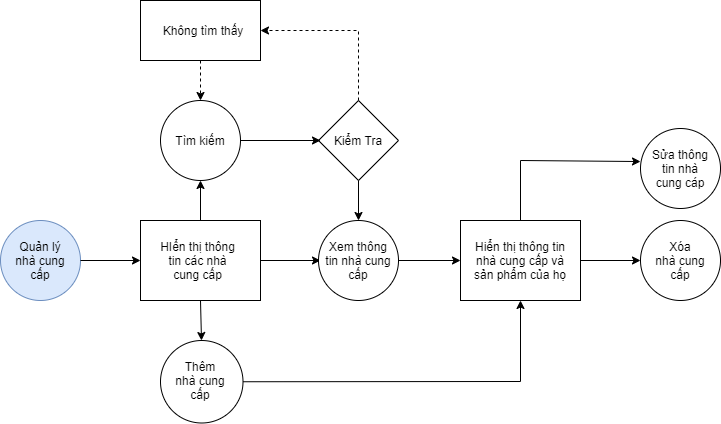 Không tìm thấy
Tìm kiếm
Kiểm Tra
Sửa thông
tin nhà
cung cấp
Quản lý
nhà cung
cấp
HIển thị thông
tin các nhà
cung cấp
Xem thông
tin nhà cung
cấp
Hiển thị thông tin
nhà cung cấp và
sản phẩm của họ
Xóa
nhà cung
cấp
Thêm
nhà cung
cấp